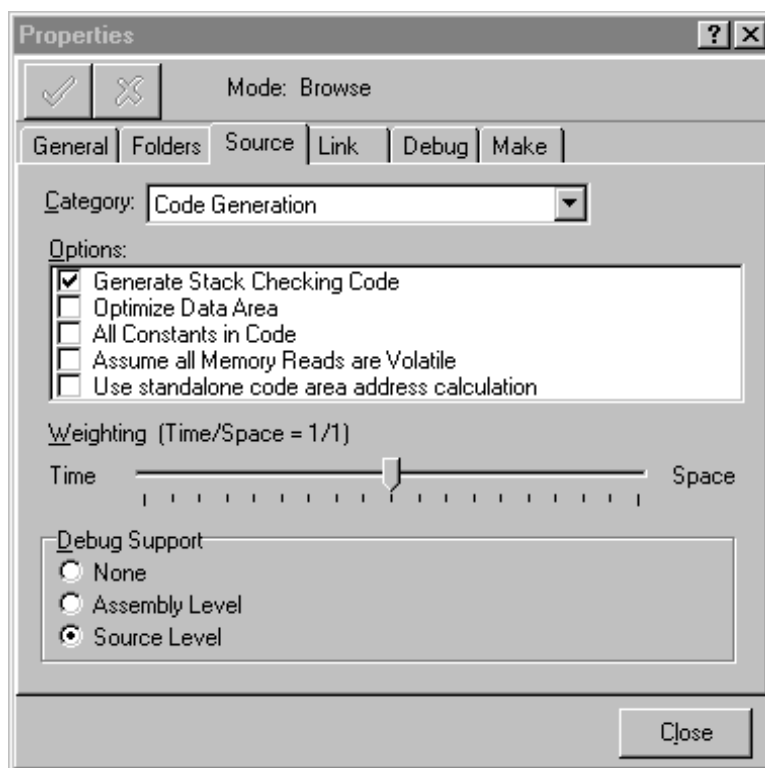 Properties
Mode: Browse
General Folders Source Link Debug Make
Category: Code Generation
Options:
Generate Stack Checking Code
Optimize Data Area
All Constants in Code
Assume all Memory Reads are Volatile
Use standalone code area address calculation
Weighting (Time/Space = 1/1)
Time Space
Debug Support
None
Assembly Level
Source Level
Close